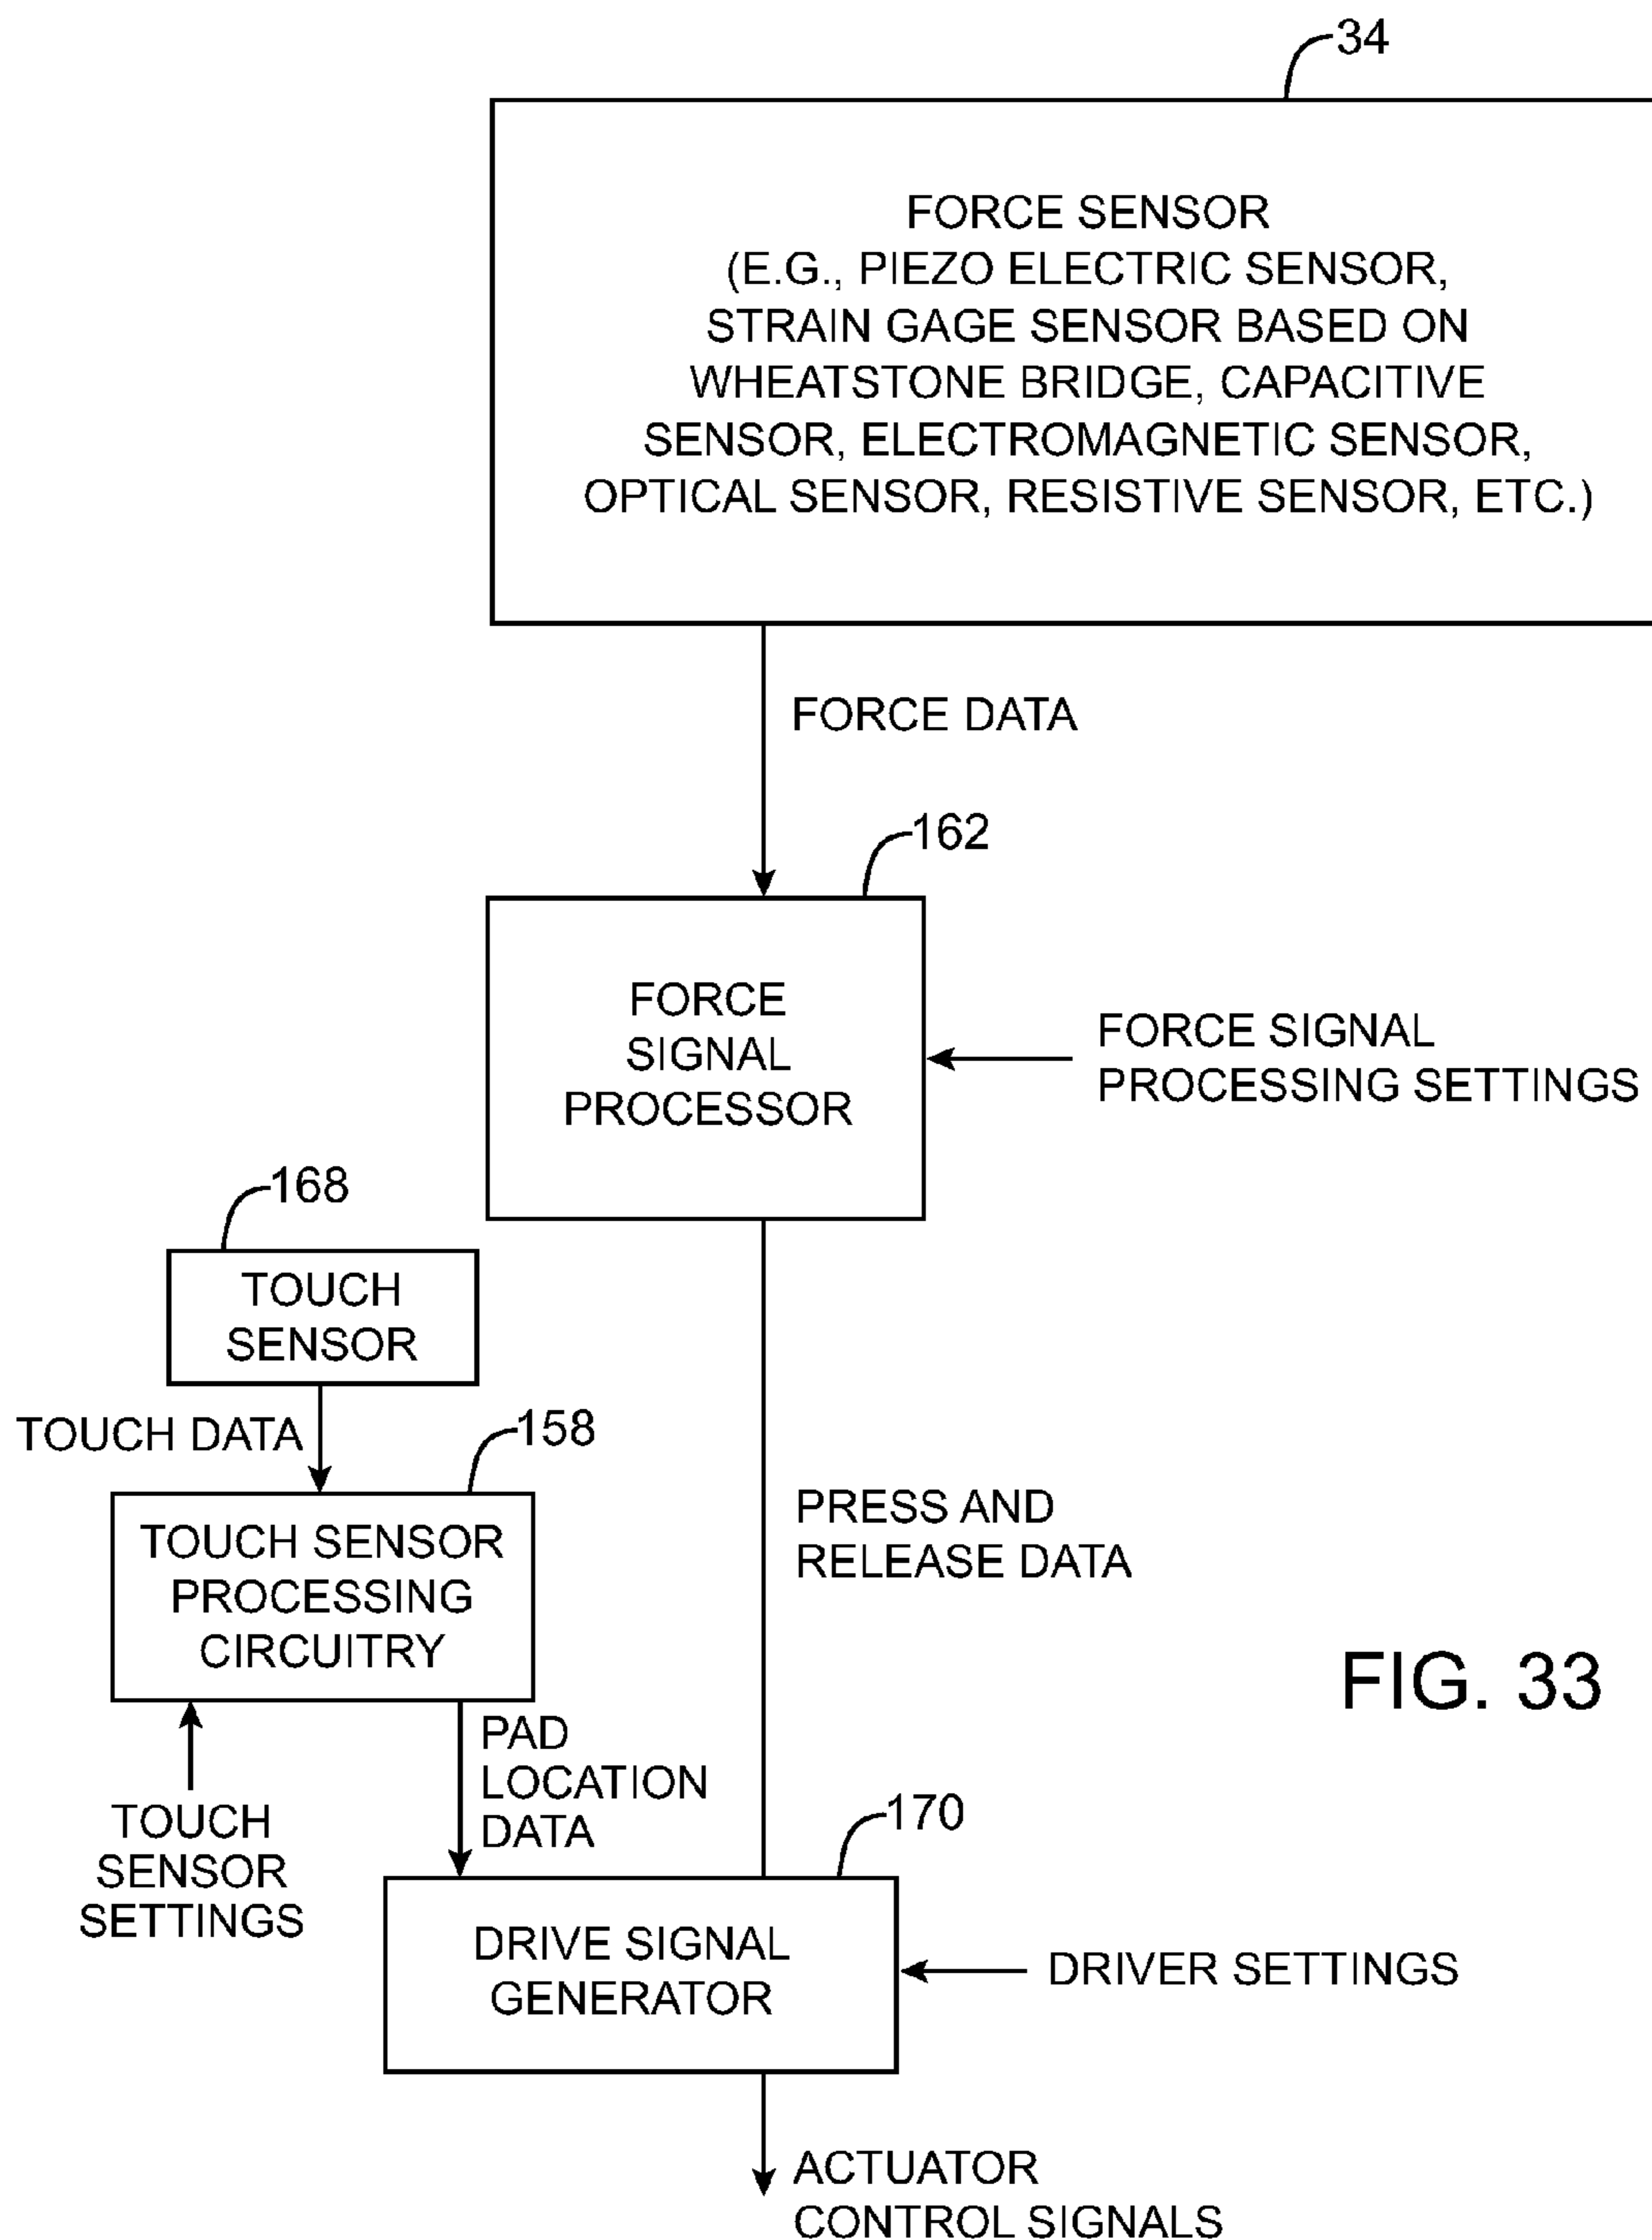 34
FORCE SENSOR
(E.G., PIEZO ELECTRIC SENSOR,
STRAIN GAGE SENSOR BASED ON
WHEATSTONE BRIDGE, CAPACITIVE
SENSOR, ELECTROMAGNETIC SENSOR,
OPTICAL SENSOR, RESISTIVE SENSOR, ETC.)
FORCE DATA
162
FORCE
SIGNAL
PROCESSOR
FORCE SIGNAL
PROCESSING SETTINGS
168
TOUCH
SENSOR
TOUCH DATA
158
TOUCH SENSOR
PROCESSING
CIRCUITRY
PRESS AND
RELEASE DATA
FIG. 33
PAD
LOCATION
DATA
TOUCH
SENSOR
SETTINGS
170
DRIVE SIGNAL
GENERATOR
DRIVER SETTINGS
ACTUATOR
CONTROL SIGNALS